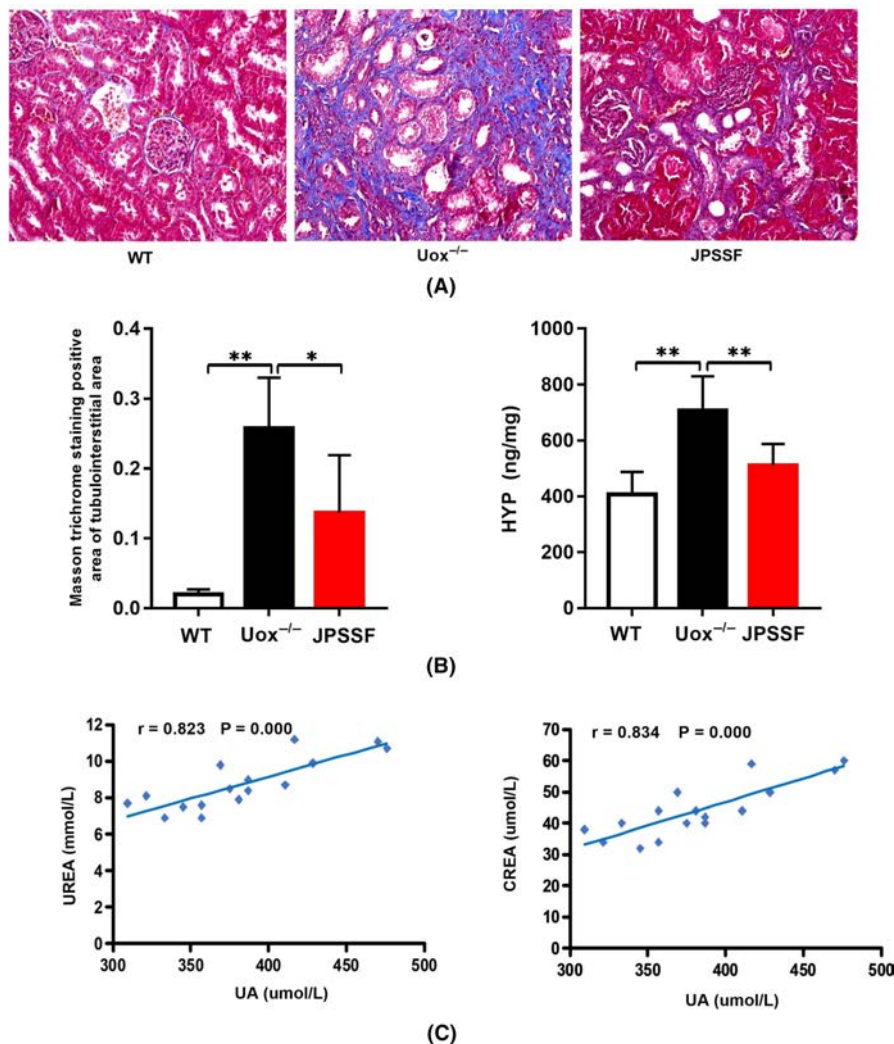 WT
Uox⁻/⁻
JPSSF
(A)
Masson trichrome staining positive
area of tubulointerstitial area
0.4
0.3
0.2
0.1
0.0
**
*
WT
Uox⁻/⁻
JPSSF
HYP (ng/mg)
1000
800
600
400
200
0
**
**
WT
Uox⁻/⁻
JPSSF
(B)
r = 0.823 P = 0.000
UREA (mmol/L)
12
10
8
6
4
2
0
300
350
400
450
500
UA (umol/L)
r = 0.834 P = 0.000
CREA (umol/L)
70
60
50
40
30
20
10
0
300
350
400
450
500
UA (umol/L)
(C)